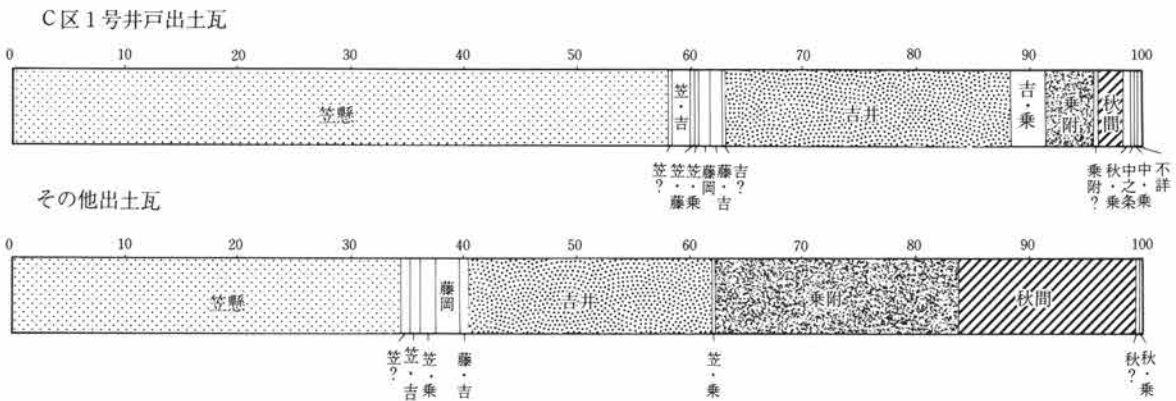 C区1号井戸出土瓦
0 10 20 30 40 50 60 70 80 90 100
笠懸 笠・吉 吉井 吉・乗 乗附 秋間
笠? 笠・藤 笠・乗 藤岡 藤・吉 吉? 乗附? 秋・乗 中之条 中・乗 不詳
その他出土瓦
0 10 20 30 40 50 60 70 80 90 100
笠懸 藤岡 吉井 乗附 秋間
笠? 笠・吉 笠・乗 藤・吉 笠・乗 秋? 秋・乗